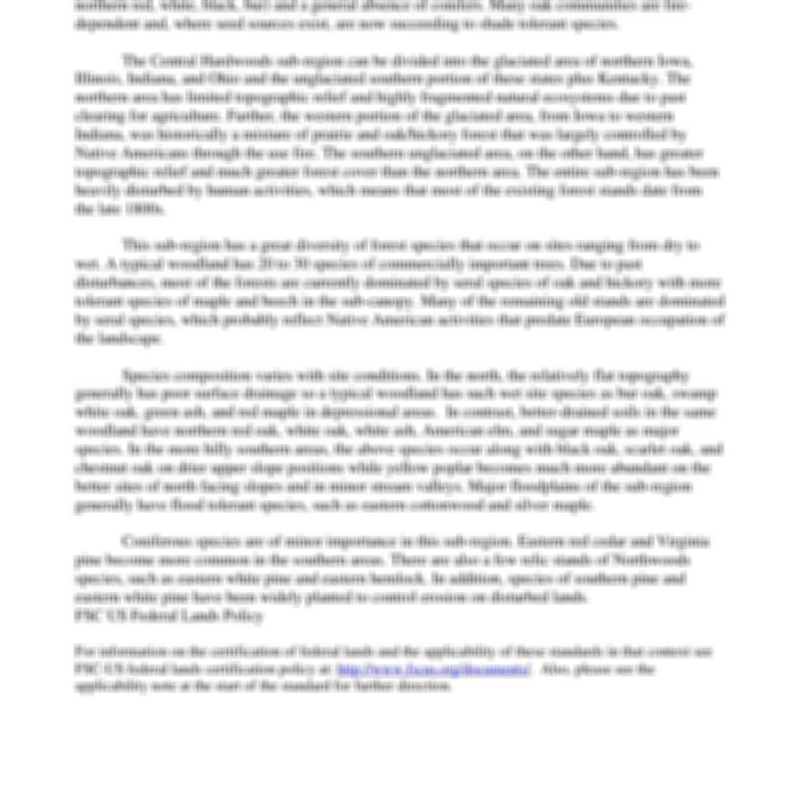 northern red, white, black, bur) and a general absence of conifers. Many oak communities are fire-
dependent and, where seed sources exist, are now succeeding to shade tolerant species.
The Central Hardwoods sub-region can be divided into the glaciated area of northern Iowa,
Illinois, Indiana, and Ohio and the unglaciated southern portion of these states plus Kentucky. The
northern area has limited topographic relief and highly fragmented natural ecosystems due to past
clearing for agriculture. Further, the western portion of the glaciated area, from Iowa to western
Indiana, was historically a mixture of prairie and oak/hickory forest that was largely controlled by
Native Americans through the use fire. The southern unglaciated area, on the other hand, has greater
topographic relief and much greater forest cover than the northern area. The entire sub-region has been
heavily disturbed by human activities, which means that most of the existing forest stands date from
the late 1800s.
This sub-region has a great diversity of forest species that occur on sites ranging from dry to
wet. A typical woodland has 20 to 30 species of commercially important trees. Due to past
disturbances, most of the forests are currently dominated by seral species of oak and hickory with more
tolerant species of maple and beech in the sub-canopy. Many of the remaining old stands are dominated
by seral species, which probably reflect Native American activities that predate European occupation of
the landscape.
Species composition varies with site conditions. In the north, the relatively flat topography
generally has poor surface drainage so a typical woodland has such wet site species as bur oak, swamp
white oak, green ash, and red maple in depressional areas. In contrast, better-drained soils in the same
woodland have northern red oak, white oak, white ash, American elm, and sugar maple as major
species. In the more hilly southern areas, the above species occur along with black oak, scarlet oak, and
chestnut oak on drier upper slope positions while yellow poplar becomes much more abundant on the
better sites of north facing slopes and in minor stream valleys. Major floodplains of the sub-region
generally have flood tolerant species, such as eastern cottonwood and silver maple.
Coniferous species are of minor importance in this sub-region. Eastern red cedar and Virginia
pine become more common in the southern areas. There are also a few relic stands of Northwoods
species, such as eastern white pine and eastern hemlock. In addition, species of southern pine and
eastern white pine have been widely planted to control erosion on disturbed lands.
FSC US Federal Lands Policy
For information on the certification of federal lands and the applicability of these standards in that context see
FSC-US federal lands certification policy at: http://www.fscus.org/documents/. Also, please see the
applicability note at the start of the standard for further direction.